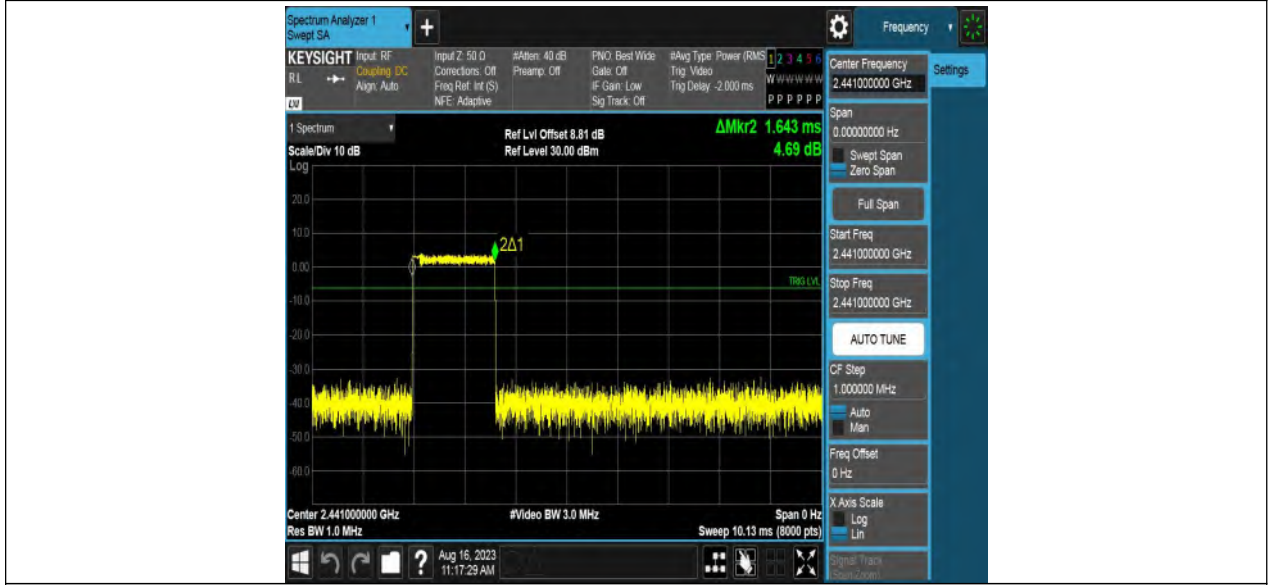 Spectrum Analyzer 1
Swept SA
+
Frequency
KEYSIGHT
RL
LXI
Input: RF
Coupling: DC
Align: Auto
Input Z: 50 Ω
Corrections: Off
Freq Ref: Int (S)
NFE: Adaptive
#Atten: 40 dB
Preamp: Off
PNO: Best Wide
Gate: Off
IF Gain: Low
Sig Track: Off
#Avg Type: Power (RMS
Trig: Video
Trig Delay: -2.000 ms
1 2 3 4 5 6
W W W W W W
P P P P P P
Center Frequency
2.441000000 GHz
Settings
1 Spectrum
Scale/Div 10 dB
Log
Ref Lvl Offset 8.81 dB
Ref Level 30.00 dBm
ΔMkr2 1.643 ms
4.69 dB
Span
0.00000000 Hz
Swept Span
Zero Span
Full Span
20.0
10.0
0.00
-10.0
-20.0
-30.0
-40.0
-50.0
-60.0
2Δ1
TRIG LVL
Start Freq
2.441000000 GHz
Stop Freq
2.441000000 GHz
AUTO TUNE
CF Step
1.000000 MHz
Auto
Man
Freq Offset
0 Hz
X Axis Scale
Log
Lin
Signal Track
(Span Zoom)
Center 2.441000000 GHz
Res BW 1.0 MHz
#Video BW 3.0 MHz
Span 0 Hz
Sweep 10.13 ms (8000 pts)
?
Aug 16, 2023
11:17:29 AM